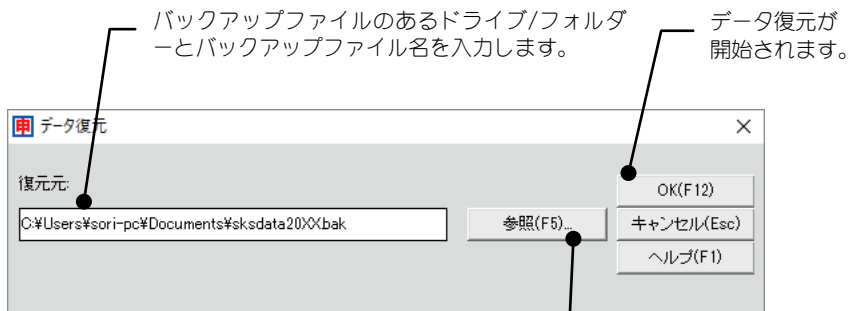 バックアップファイルのあるドライブ/フォルダ
ーとバックアップファイル名を入力します。
データ復元が
開始されます。
申 データ復元
復元元:
C:¥Users¥sori-pc¥Documents¥sksdata20XX.bak
参照(F5)...
OK(F12)
キャンセル(Esc)
ヘルプ(F1)